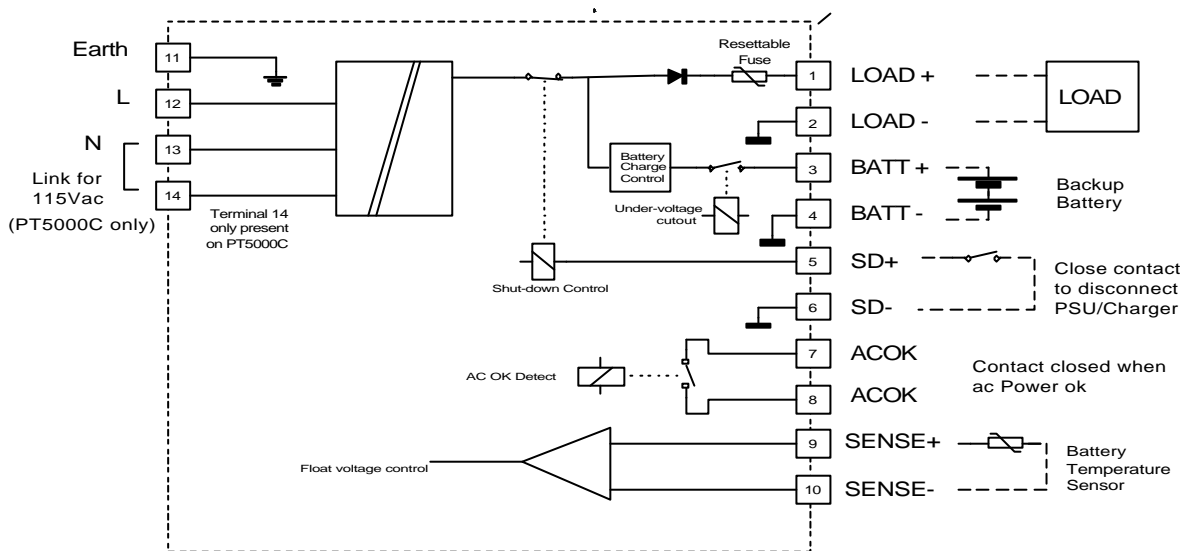 Earth
11
L
12
N
13
Link for
115Vac
(PT5000C only)
14
Terminal 14
only present
on PT5000C
Resettable
Fuse
1
LOAD +
LOAD
2
LOAD -
Battery
Charge
Control
3
BATT +
Under-voltage
cutout
4
BATT -
Backup
Battery
5
SD+
Shut-down Control
Close contact
to disconnect
PSU/Charger
6
SD-
7
ACOK
AC OK Detect
8
ACOK
Contact closed when
ac Power ok
9
SENSE+
Float voltage control
10
SENSE-
Battery
Temperature
Sensor